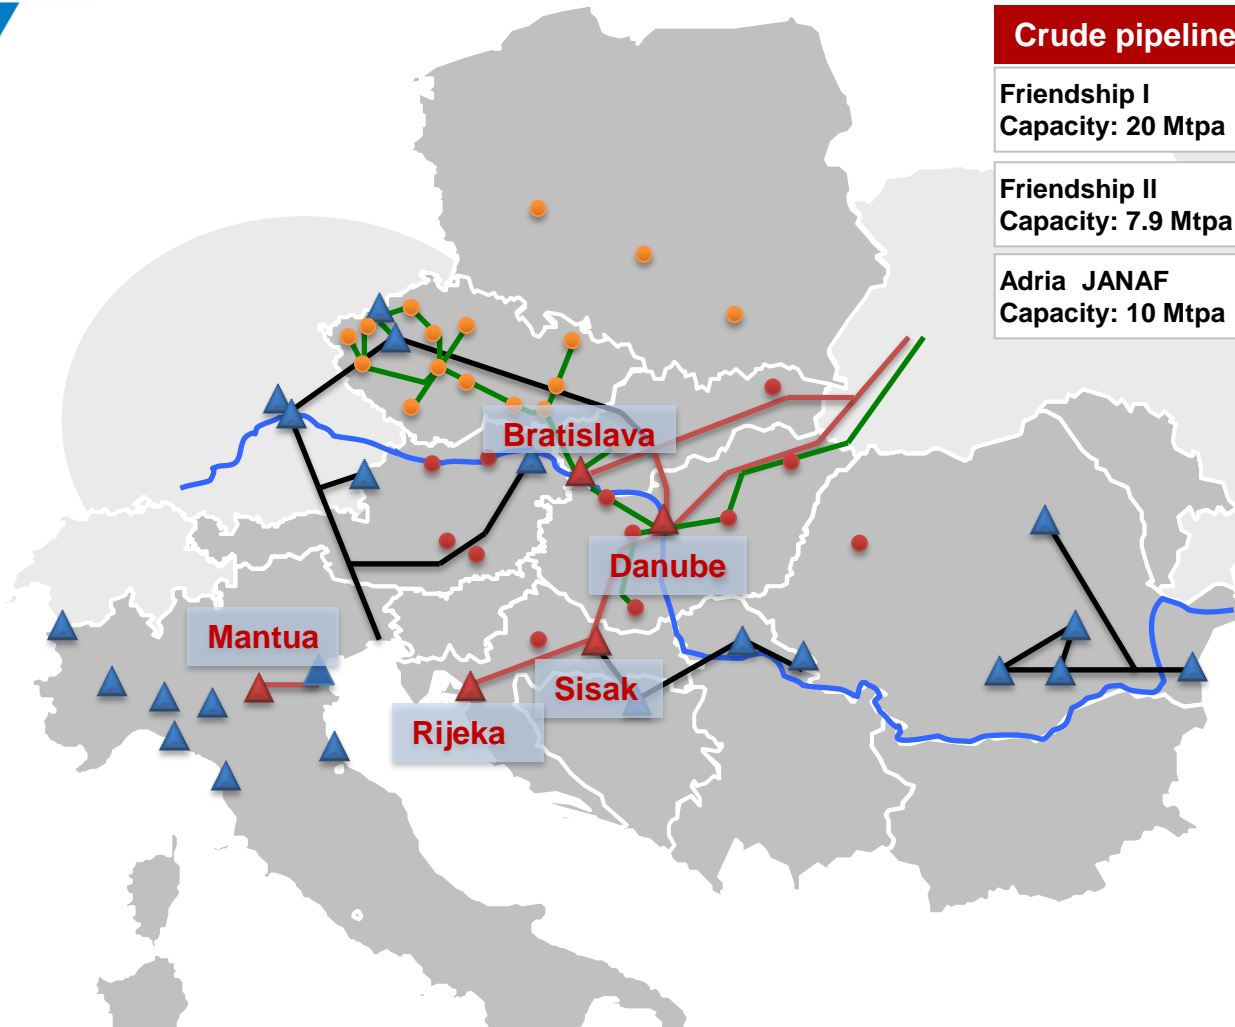 Crude pipeline
Friendship I
Capacity: 20 Mtpa
Friendship II
Capacity: 7.9 Mtpa
Adria  JANAF
Capacity: 10 Mtpa
Bratislava
Danube
Mantua
Sisak
Rijeka